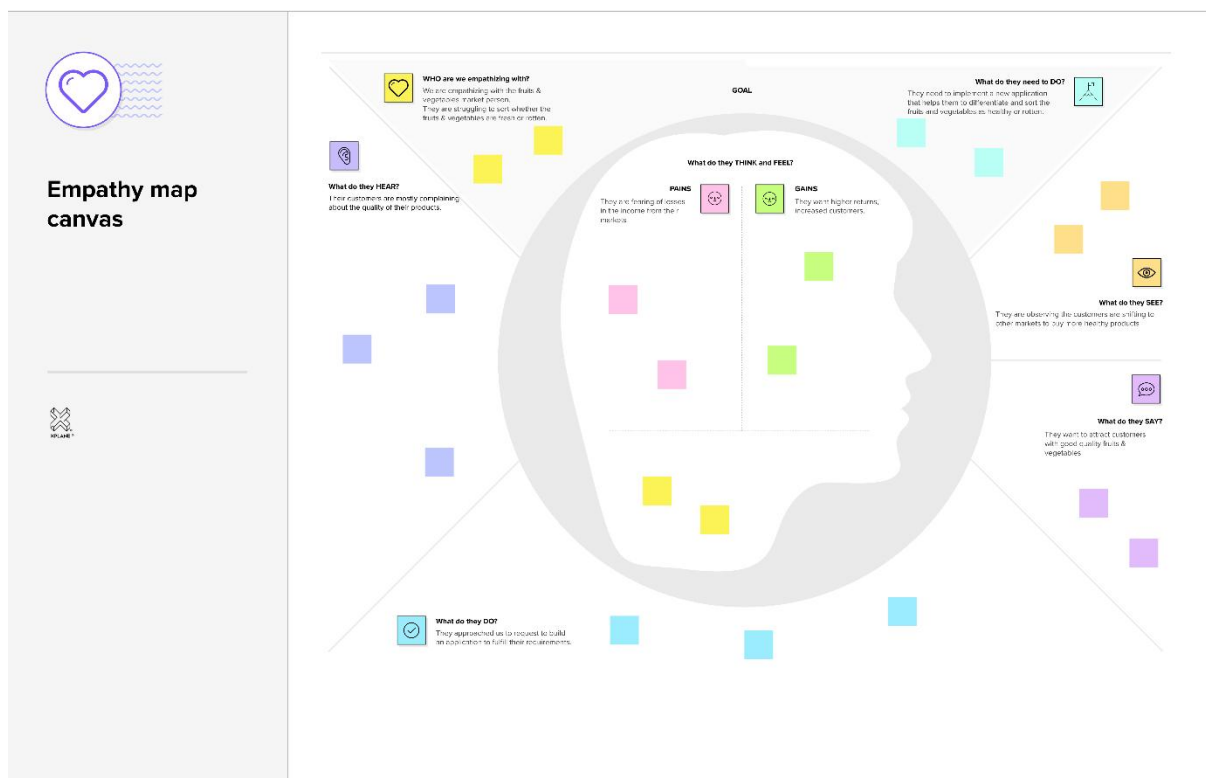 Empathy map
canvas
XPLANE
WHO are we empathizing with?
We are empathizing with the fruits &
vegetables market person.
They are struggling to sort whether the
fruits & vegetables are fresh or rotten.
GOAL
What do they need to DO?
They need to implement a new application
that helps them to differentiate and sort the
fruits and vegetables as healthy or rotten.
What do they HEAR?
Their customers are mostly complaining
about the quality of their products.
What do they THINK and FEEL?
PAINS
They are fearing of losses
in the income from their
markets.
GAINS
They want higher returns,
increased customers.
What do they SEE?
They are observing the customers are shifting to
other markets to buy more healthy products
What do they SAY?
They want to attract customers
with good quality fruits &
vegetables
What do they DO?
They approached us to request to build
an application to fulfill their requirements.